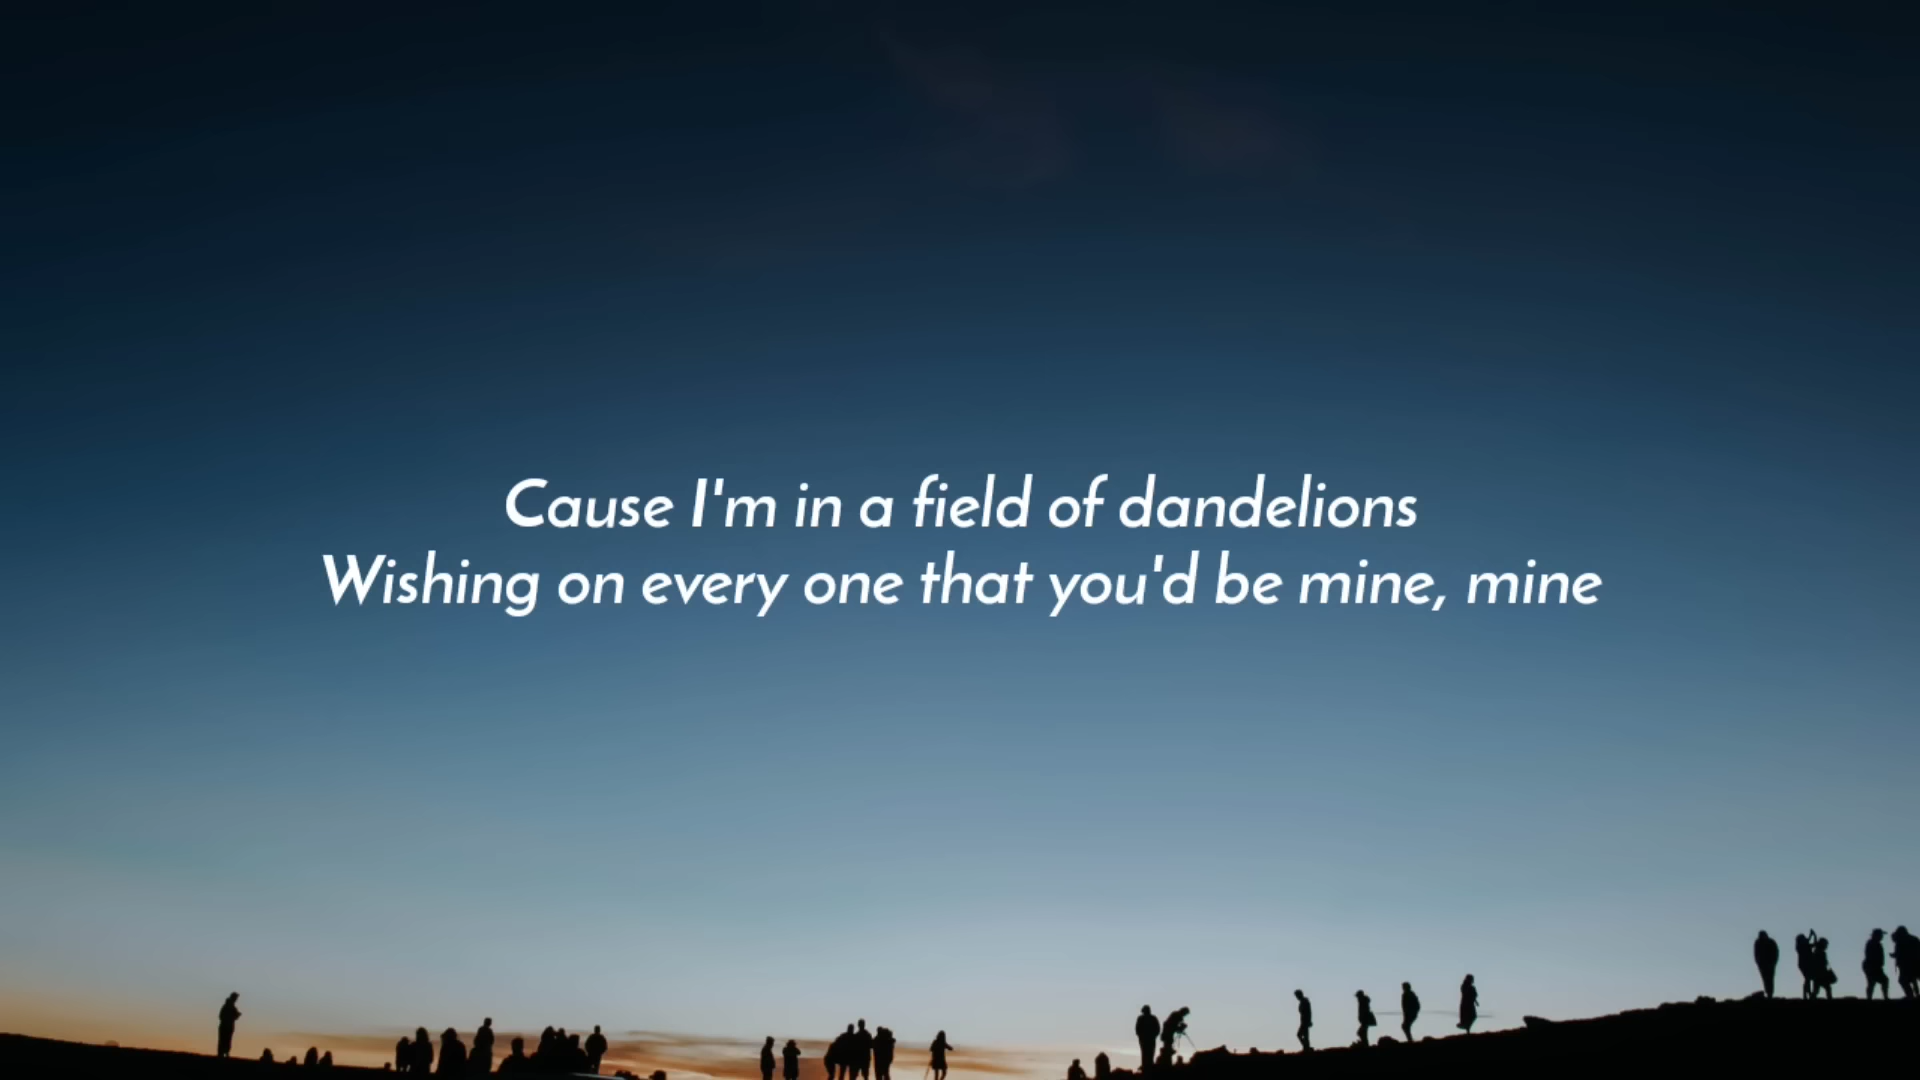 Cause I'm in a field of dandelions
Wishing on every one that you'd be mine, mine